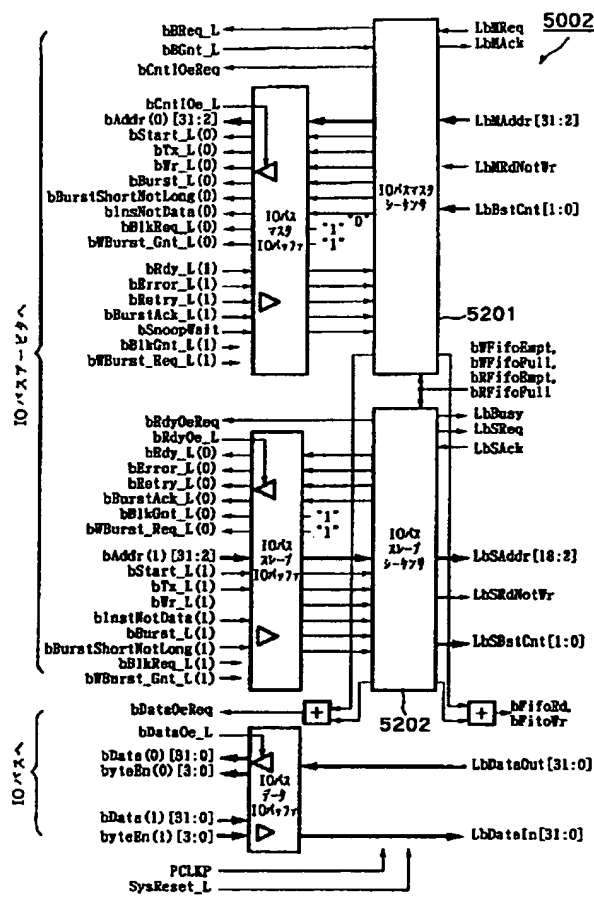 bBReq_L
bBGnt_L
bCntlOeReq
bCntlOe_L
bAddr(0)[31:2]
bStart_L(0)
bTx_L(0)
bWr_L(0)
bBurst_L(0)
bBurstShortNotLong(0)
bInsNotData(0)
bBlkReq_L(0)
bWBurst_Gnt_L(0)
bRdy_L(1)
bError_L(1)
bRetry_L(1)
bBurstAck_L(1)
bSnoopWait
bBlkGnt_L(1)
bWBurst_Req_L(1)
IOバス
マスタ
IOバッファ
"0"
"1"
"1"
IOバスマスタ
シーケンサ
5002
LbMReq
LbMAck
LbMAddr[31:2]
LbMRdNotWr
LbBstCnt[1:0]
5201
bWFifoEmpt,
bWFifoFull,
bRFifoEmpt,
bRFifoFull
IOバスアービタへ
bRdyOeReq
bRdyOe_L
bRdy_L(0)
bError_L(0)
bRetry_L(0)
bBurstAck_L(0)
bBlkGnt_L(0)
bWBurst_Req_L(0)
bAddr(1)[31:2]
bStart_L(1)
bTx_L(1)
bWr_L(1)
bInstNotData(1)
bBurst_L(1)
bBurstShortNotLong(1)
bBlkReq_L(1)
bWBurst_Gnt_L(1)
"1"
"1"
IOバス
スレーブ
IOバッファ
IOバス
スレーブ
シーケンサ
LbBusy
LbSReq
LbSAck
LbSAddr[18:2]
LbSRdNotWr
LbSBstCnt[1:0]
5202
IOバスへ
bDataOeReq
bDataOe_L
bData(0)[31:0]
byteEn(0)[3:0]
bData(1)[31:0]
byteEn(1)[3:0]
+
+
bFifoRd,
bFitoWr
IOバス
データ
IOバッファ
LbDataOut[31:0]
LbDataIn[31:0]
PCLKP
SysReset_L